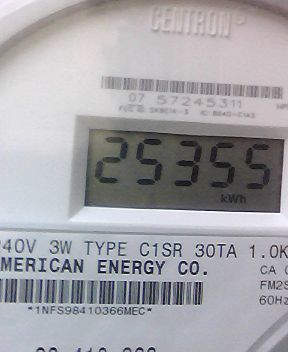 CENTRON®
07 57245311
25355
kWh
240V 3W TYPE C1SR 30TA 1.0K
AMERICAN ENERGY CO.
CA
FM2S
60Hz
*1NFS98410366MEC*